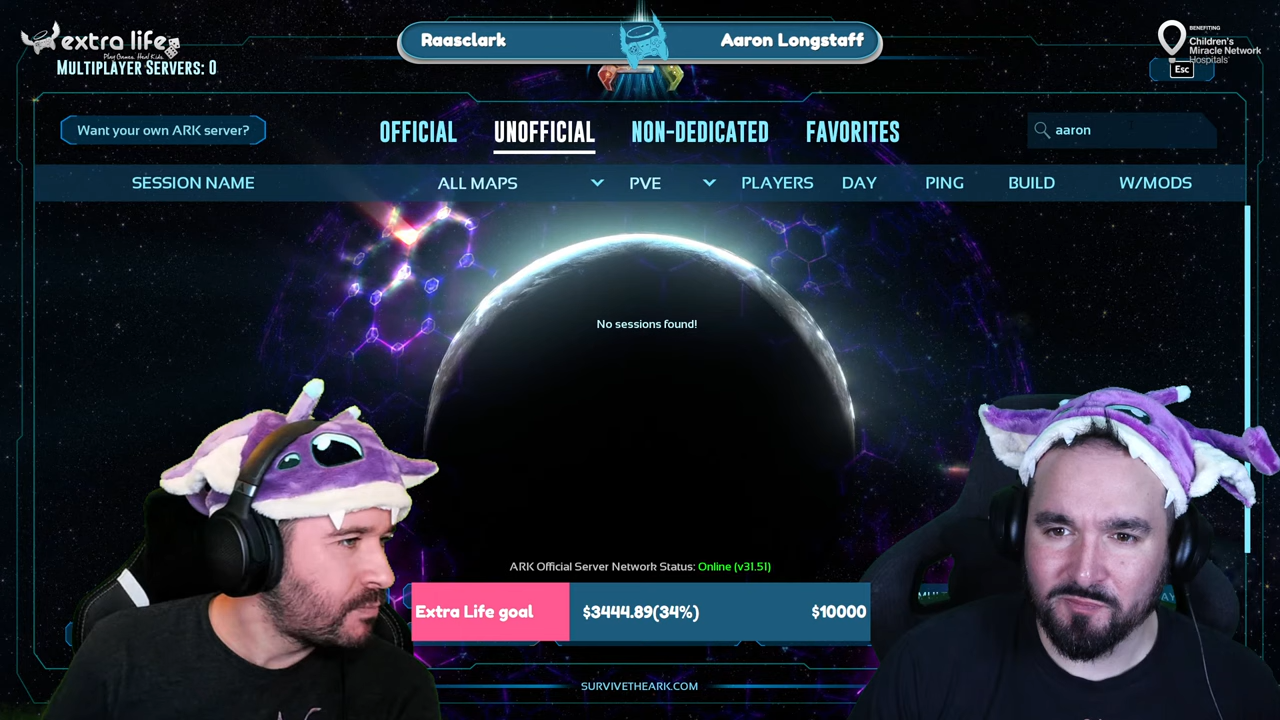 extra life
Play Games. Heal Kids.
MULTIPLAYER SERVERS: 0
Raasclark
Aaron Longstaff
BENEFITING
Children's
Miracle Network
Hospitals
Esc
Want your own ARK server?
OFFICIAL
UNOFFICIAL
NON-DEDICATED
FAVORITES
aaron
SESSION NAME
ALL MAPS
PVE
PLAYERS
DAY
PING
BUILD
W/MODS
No sessions found!
ARK Official Server Network Status: Online (v31.51)
Extra Life goal
$3444.89(34%)
$10000
SURVIVETHEARK.COM